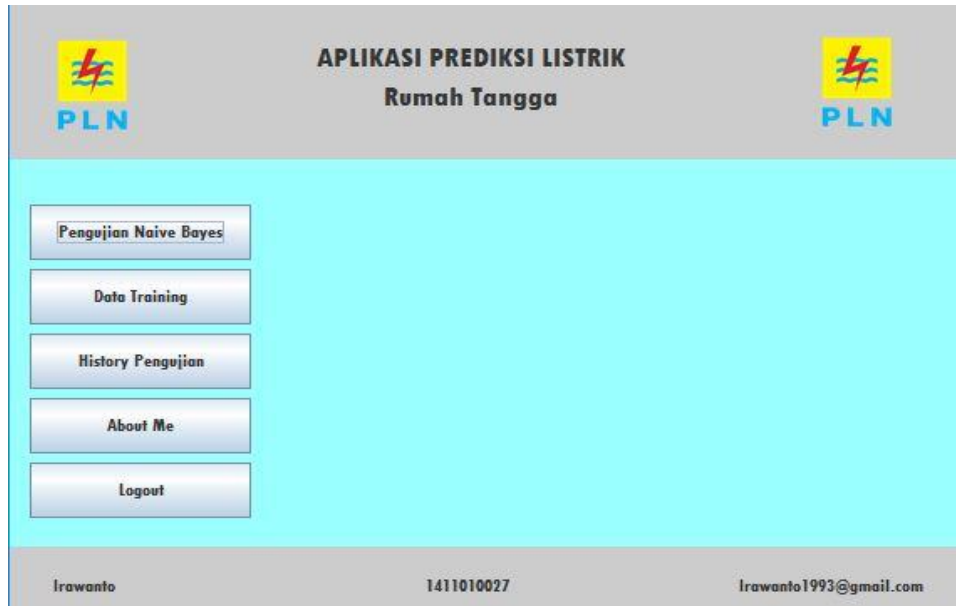 APLIKASI PREDIKSI LISTRIK
Rumah Tangga
PLN
PLN
Pengujian Naive Bayes
Data Training
History Pengujian
About Me
Logout
Irawanto
1411010027
Irawanto1993@gmail.com